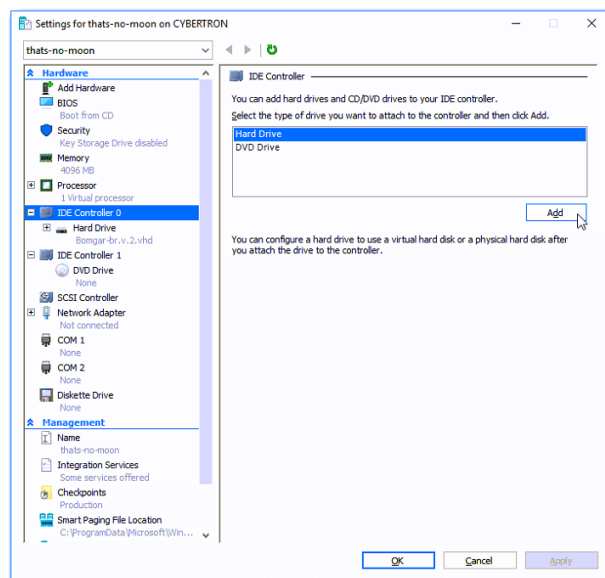 Settings for thats-no-moon on CYBERTRON
thats-no-moon
Hardware
Add Hardware
BIOS
Boot from CD
Security
Key Storage Drive disabled
Memory
4096 MB
Processor
1 Virtual processor
IDE Controller 0
Hard Drive
Bomgar-br.v.2.vhd
IDE Controller 1
DVD Drive
None
SCSI Controller
Network Adapter
Not connected
COM 1
None
COM 2
None
Diskette Drive
None
Management
Name
thats-no-moon
Integration Services
Some services offered
Checkpoints
Production
Smart Paging File Location
C:\ProgramData\Microsoft\Win...
IDE Controller
You can add hard drives and CD/DVD drives to your IDE controller.
Select the type of drive you want to attach to the controller and then click Add.
Hard Drive
DVD Drive
Add
You can configure a hard drive to use a virtual hard disk or a physical hard disk after
you attach the drive to the controller.
OK
Cancel
Apply